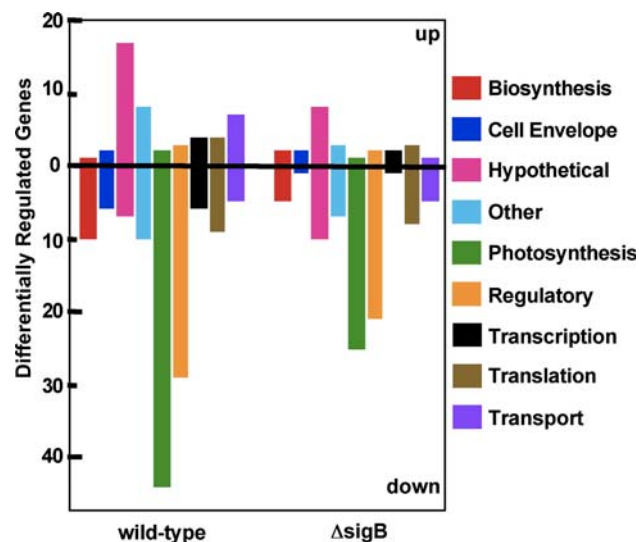 20
up
10
0
10
20
30
40
down
Differentially Regulated Genes
wild-type
ΔsigB
Biosynthesis
Cell Envelope
Hypothetical
Other
Photosynthesis
Regulatory
Transcription
Translation
Transport